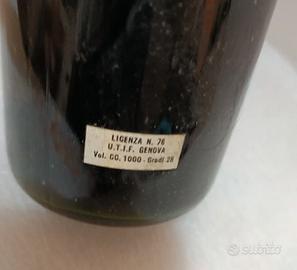 LICENZA N. 76
U.T.I.F. GENOVA
Vol. CC. 1000 - Gradi 28
subito